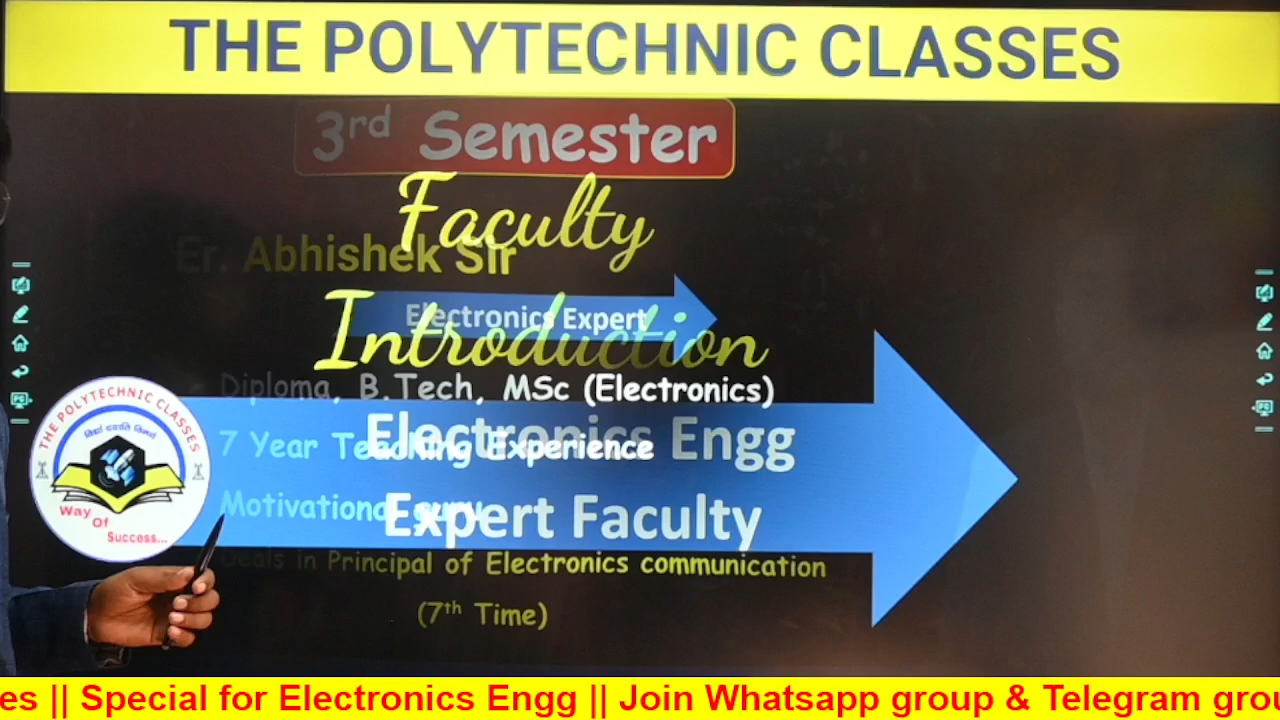 THE POLYTECHNIC CLASSES
3rd Semester
Faculty
Er. Abhishek Sir
Electronics Expert
Introduction
Diploma, B.Tech, MSc (Electronics)
Electronics Engg
7 Year Teaching Experience
Motivational
Expert Faculty
Deals in Principal of Electronics communication
(7th Time)
THE POLYTECHNIC CLASSES
Way
Of
Success...
es || Special for Electronics Engg || Join Whatsapp group & Telegram grou